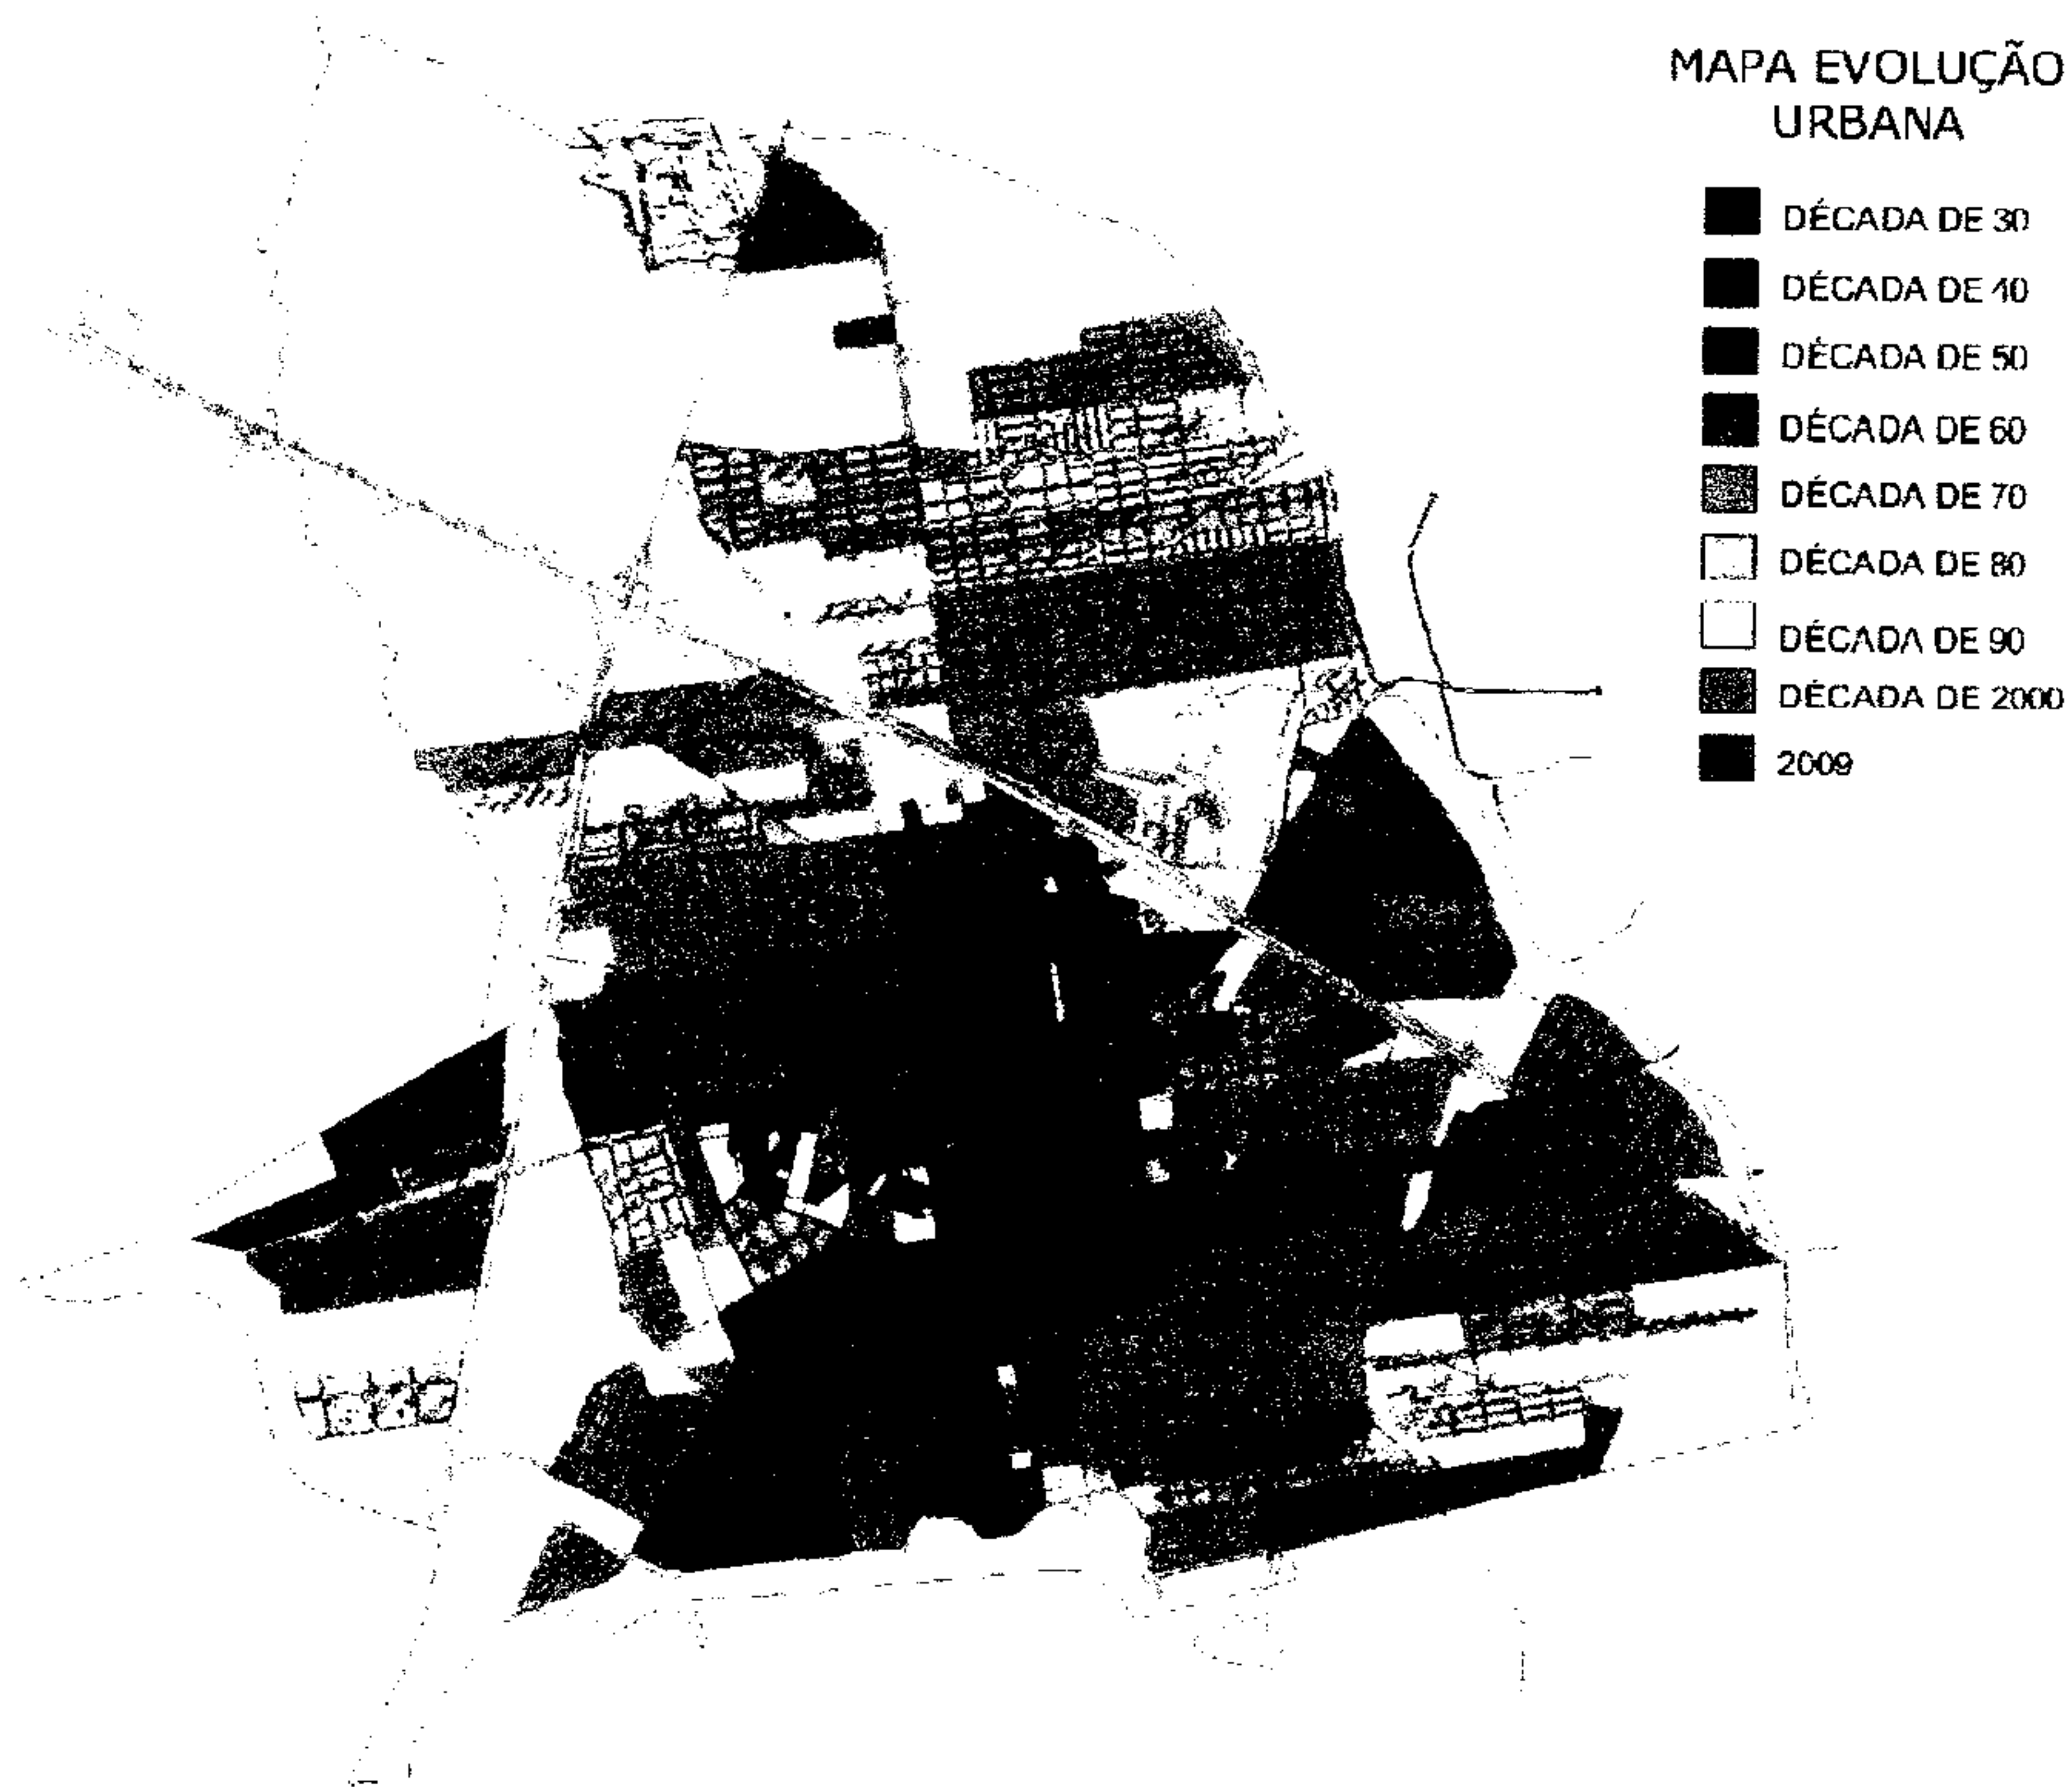 MAPA EVOLUÇÃO
URBANA
DÉCADA DE 30
DÉCADA DE 40
DÉCADA DE 50
DÉCADA DE 60
DÉCADA DE 70
DÉCADA DE 80
DÉCADA DE 90
DÉCADA DE 2000
2009